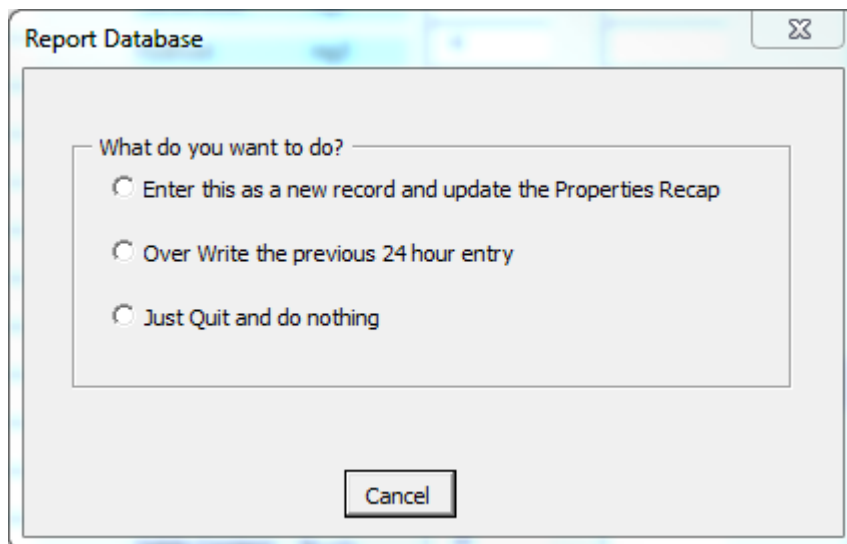 Report Database
What do you want to do?
Enter this as a new record and update the Properties Recap
Over Write the previous 24 hour entry
Just Quit and do nothing
Cancel